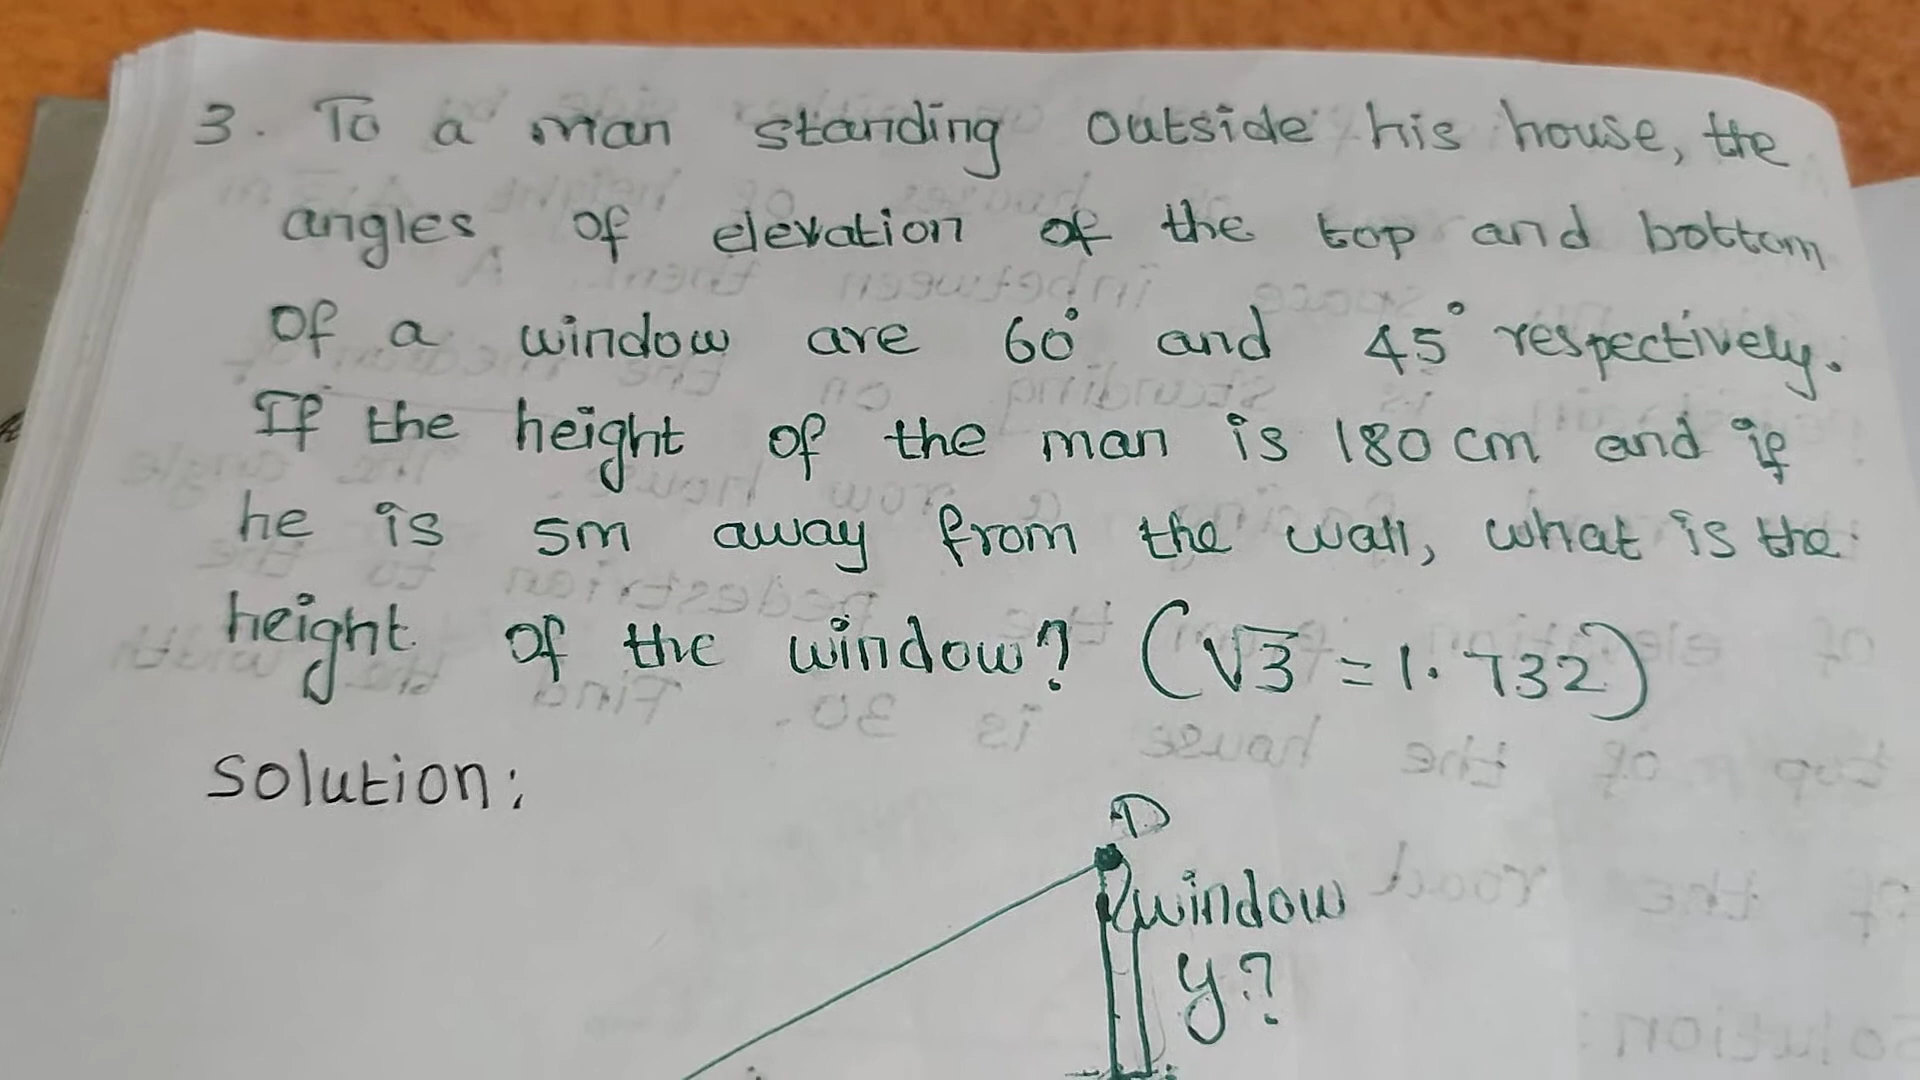 3. To a man standing outside his house, the
angles of elevation of the top and bottom
of a window are 60° and 45° respectively.
If the height of the man is 180 cm and if
he is 5m away from the wall, what is the
height of the window? (√3 = 1.732)
Solution:
D
window
y?